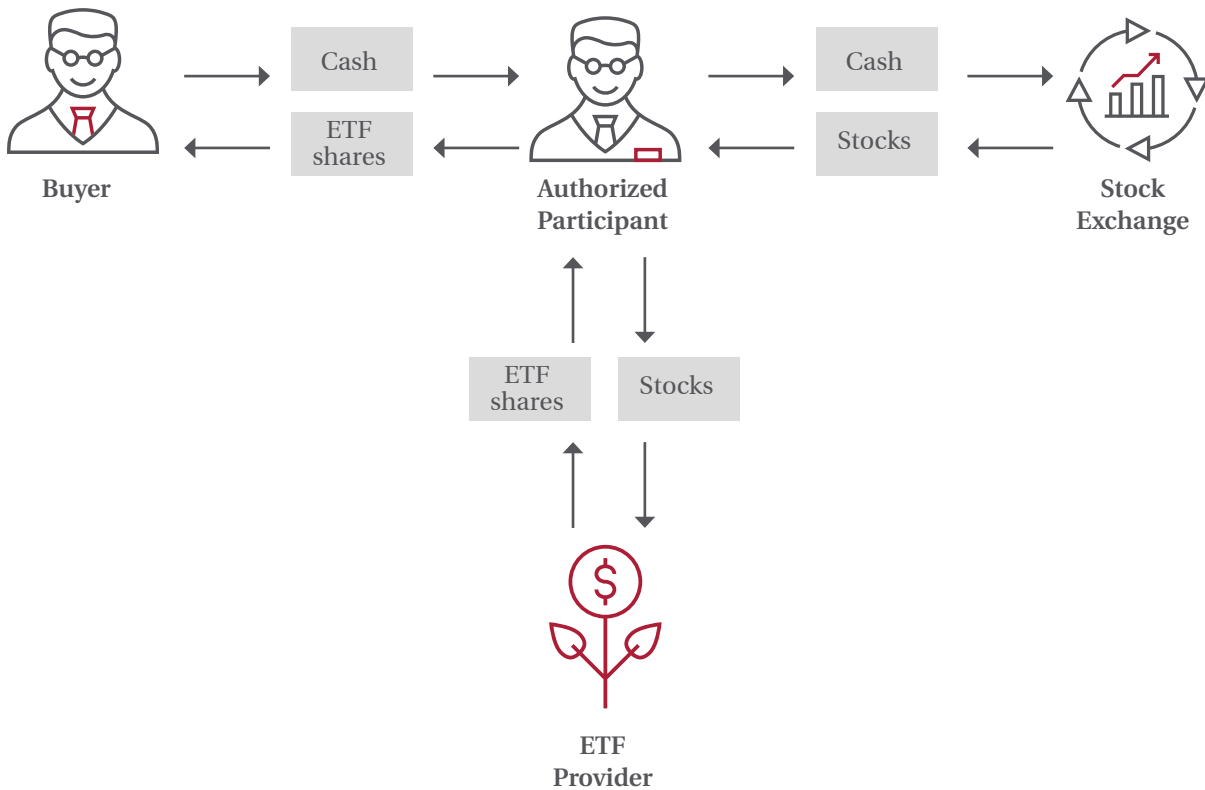 Cash
Cash
ETF
shares
Stocks
Buyer
Authorized
Participant
Stock
Exchange
ETF
shares
Stocks
$
ETF
Provider